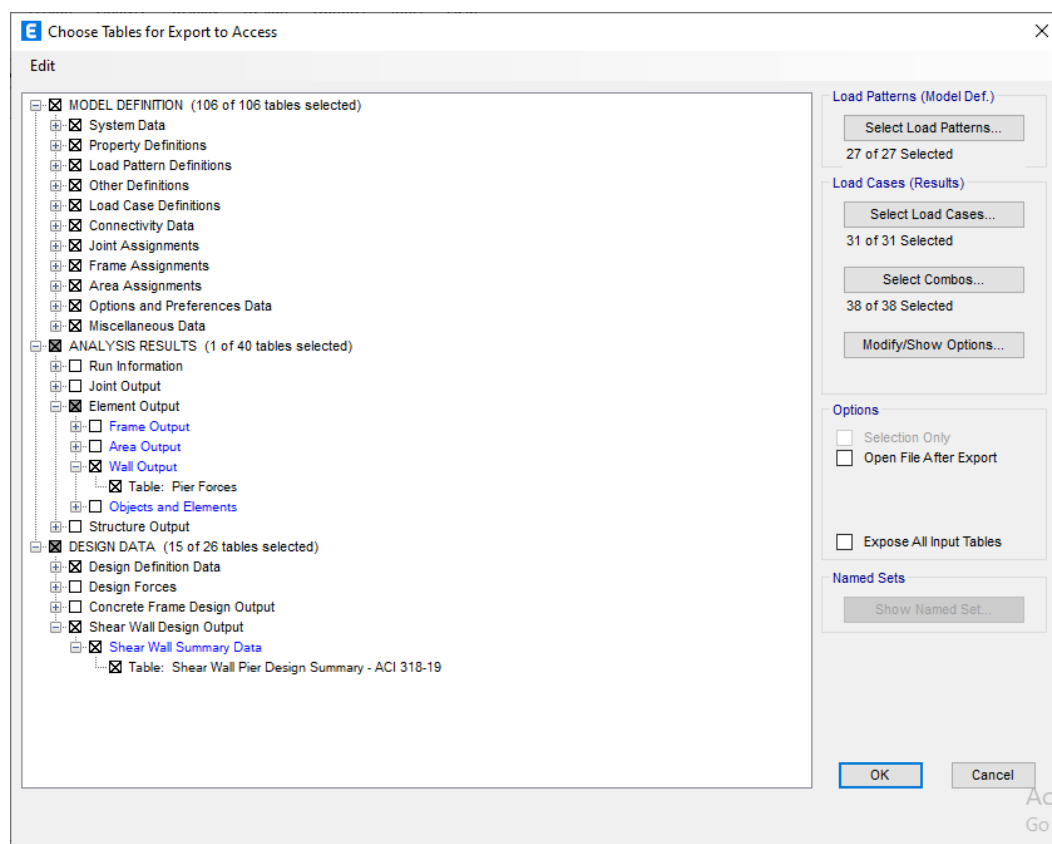 E Choose Tables for Export to Access
Edit
MODEL DEFINITION (106 of 106 tables selected)
System Data
Property Definitions
Load Pattern Definitions
Other Definitions
Load Case Definitions
Connectivity Data
Joint Assignments
Frame Assignments
Area Assignments
Options and Preferences Data
Miscellaneous Data
ANALYSIS RESULTS (1 of 40 tables selected)
Run Information
Joint Output
Element Output
Frame Output
Area Output
Wall Output
Table: Pier Forces
Objects and Elements
Structure Output
DESIGN DATA (15 of 26 tables selected)
Design Definition Data
Design Forces
Concrete Frame Design Output
Shear Wall Design Output
Shear Wall Summary Data
Table: Shear Wall Pier Design Summary - ACI 318-19
Load Patterns (Model Def.)
Select Load Patterns...
27 of 27 Selected
Load Cases (Results)
Select Load Cases...
31 of 31 Selected
Select Combos...
38 of 38 Selected
Modify/Show Options...
Options
Selection Only
Open File After Export
Expose All Input Tables
Named Sets
Show Named Set...
OK
Cancel
Go